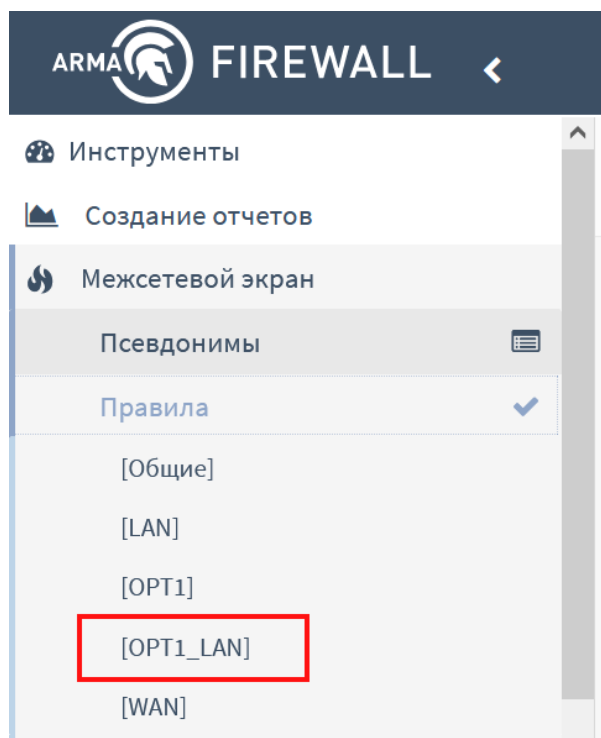 ARMA FIREWALL
Инструменты
Создание отчетов
Межсетевой экран
Псевдонимы
Правила
[Общие]
[LAN]
[OPT1]
[OPT1_LAN]
[WAN]